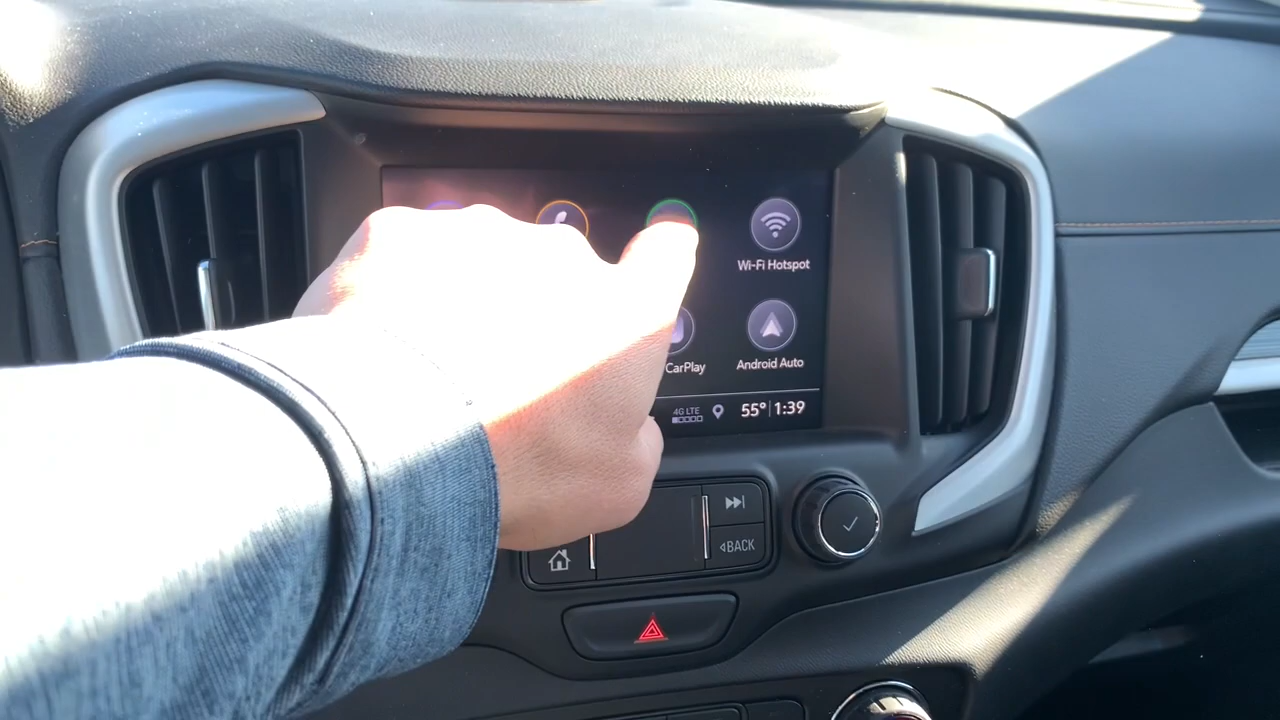 Wi-Fi Hotspot
CarPlay
Android Auto
4G LTE
55° 1:39
BACK